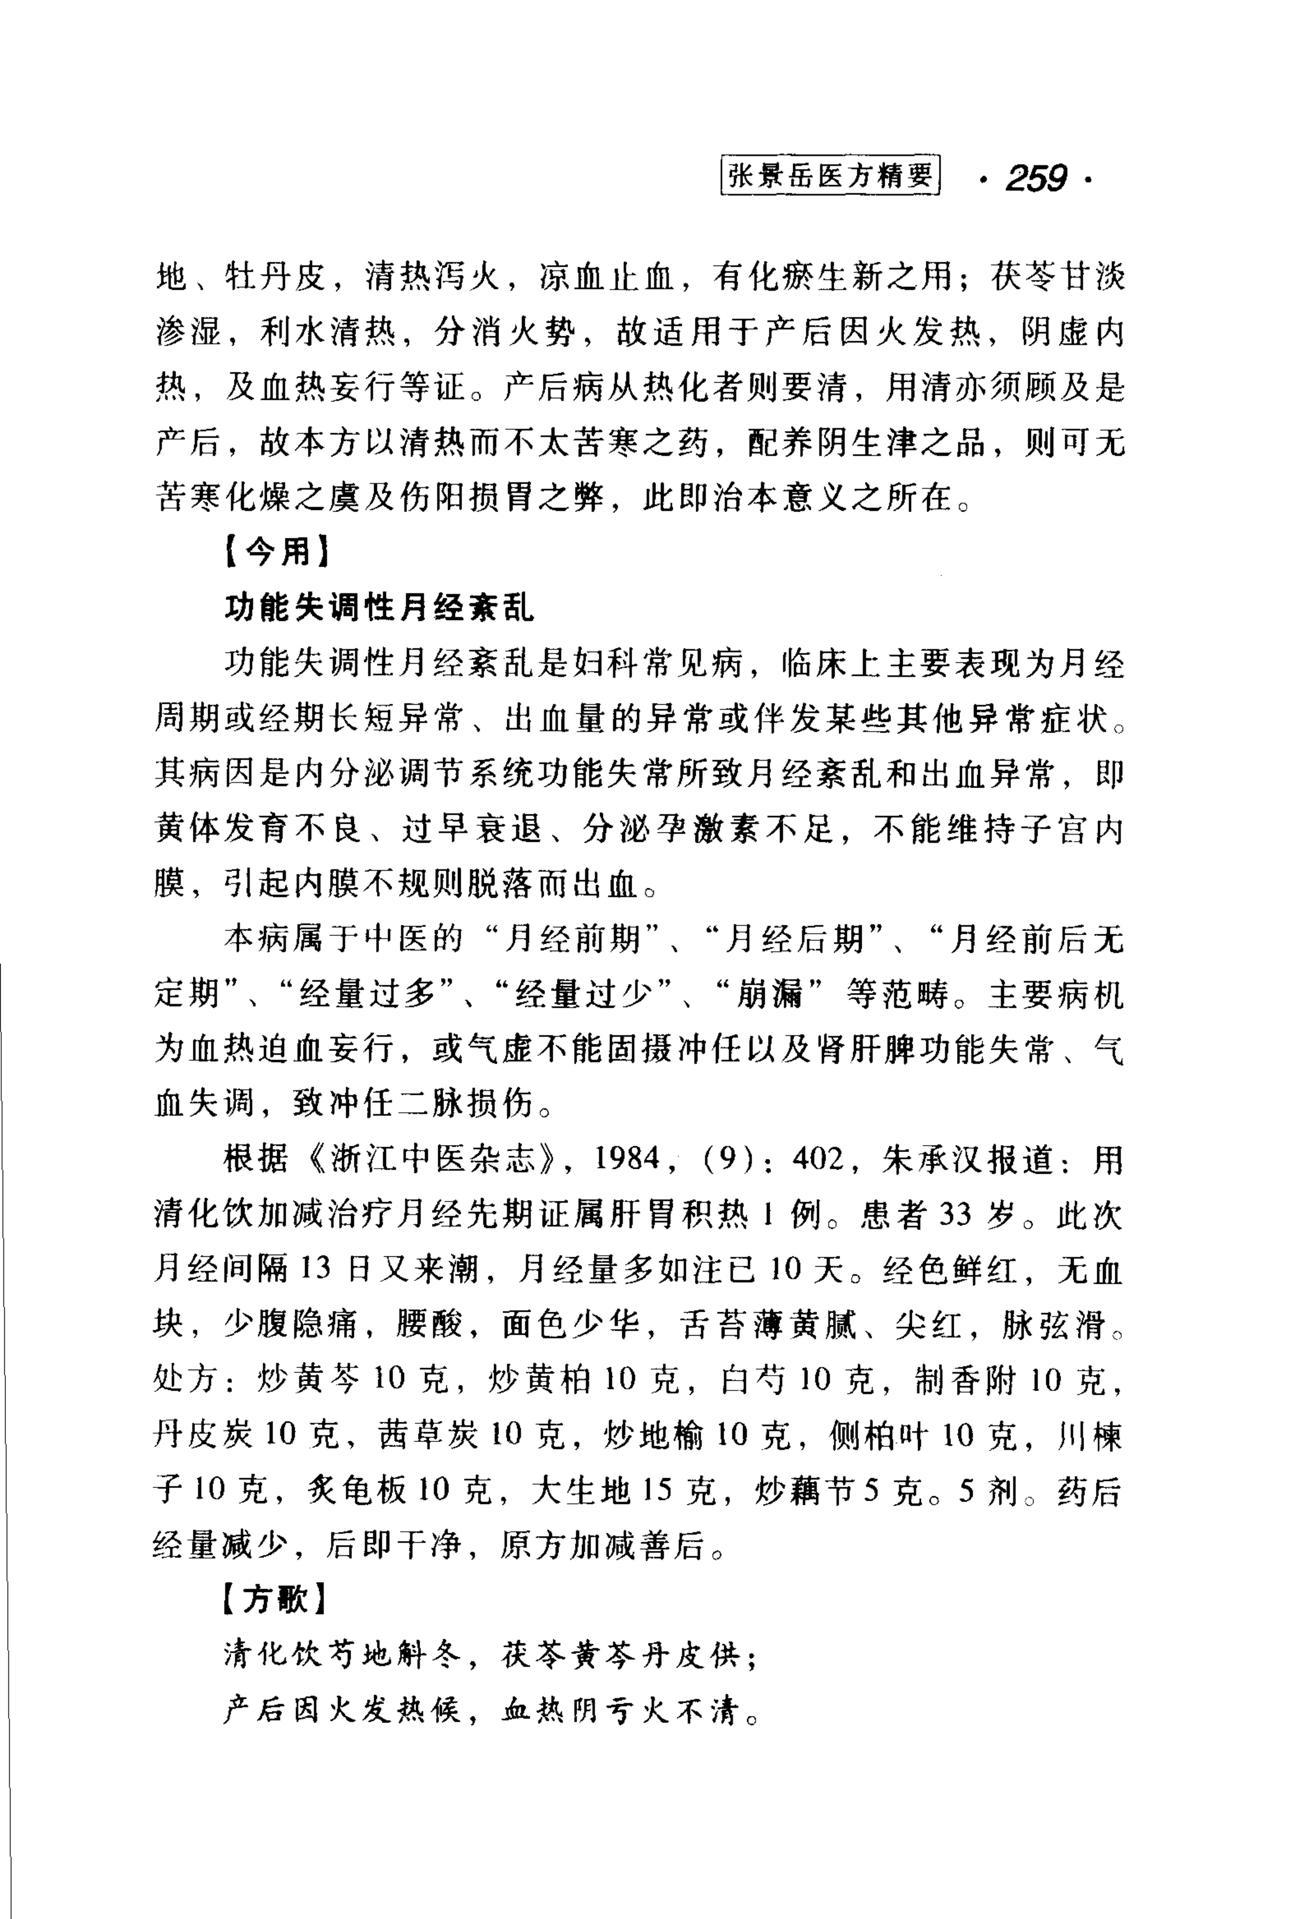 张景岳医方精要 · 259 ·
地、牡丹皮，清热泻火，凉血止血，有化瘀生新之用；茯苓甘淡
渗湿，利水清热，分消火势，故适用于产后因火发热，阴虚内
热，及血热妄行等证。产后病从热化者则要清，用清亦须顾及是
产后，故本方以清热而不太苦寒之药，配养阴生津之品，则可无
苦寒化燥之虞及伤阳损胃之弊，此即治本意义之所在。
【今用】
功能失调性月经紊乱
功能失调性月经紊乱是妇科常见病，临床上主要表现为月经
周期或经期长短异常、出血量的异常或伴发某些其他异常症状。
其病因是内分泌调节系统功能失常所致月经紊乱和出血异常，即
黄体发育不良、过早衰退、分泌孕激素不足，不能维持子宫内
膜，引起内膜不规则脱落而出血。
本病属于中医的“月经前期”、“月经后期”、“月经前后无
定期”、“经量过多”、“经量过少”、“崩漏”等范畴。主要病机
为血热迫血妄行，或气虚不能固摄冲任以及肾肝脾功能失常、气
血失调，致冲任二脉损伤。
根据《浙江中医杂志》，1984，(9)：402，朱承汉报道：用
清化饮加减治疗月经先期证属肝胃积热 1 例。患者 33 岁。此次
月经间隔 13 日又来潮，月经量多如注已 10 天。经色鲜红，无血
块，少腹隐痛，腰酸，面色少华，舌苔薄黄腻、尖红，脉弦滑。
处方：炒黄芩 10 克，炒黄柏 10 克，白芍 10 克，制香附 10 克，
丹皮炭 10 克，茜草炭 10 克，炒地榆 10 克，侧柏叶 10 克，川楝
子 10 克，炙龟板 10 克，大生地 15 克，炒藕节 5 克。5 剂。药后
经量减少，后即干净，原方加减善后。
【方歌】
清化饮芍地斛冬，茯苓黄芩丹皮供；
产后因火发热候，血热阴亏火不清。